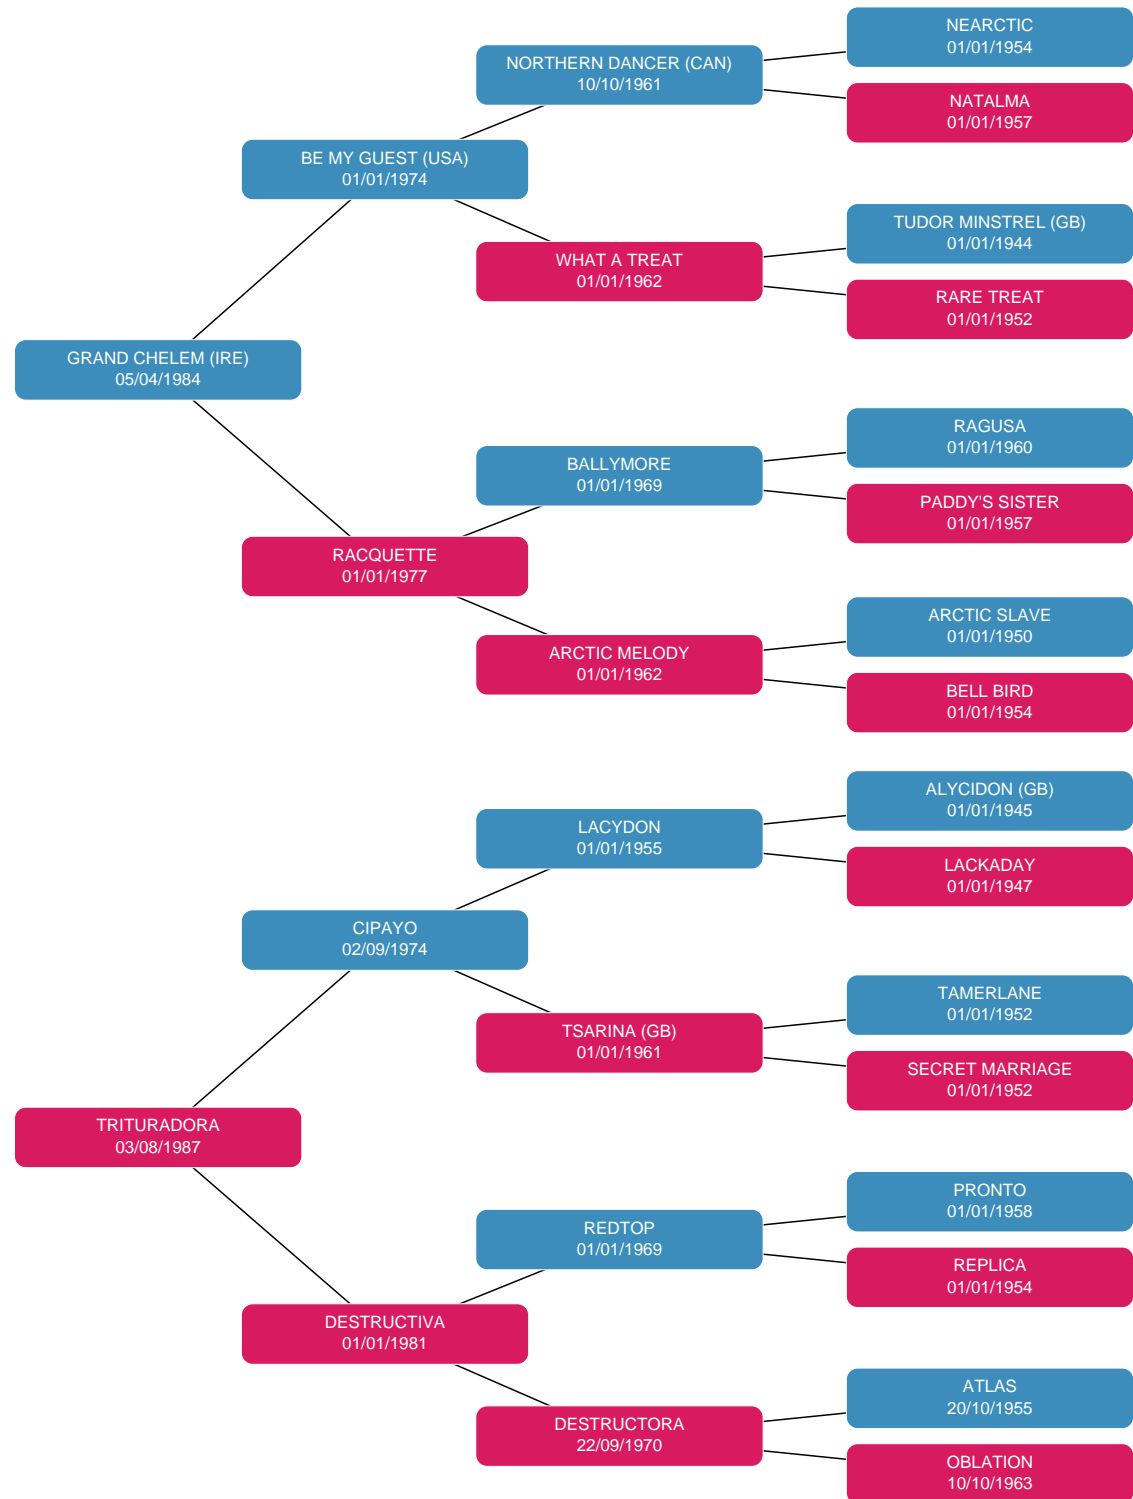 NEARCTIC
01/01/1954
NORTHERN DANCER (CAN)
10/10/1961
NATALMA
01/01/1957
BE MY GUEST (USA)
01/01/1974
TUDOR MINSTREL (GB)
01/01/1944
WHAT A TREAT
01/01/1962
RARE TREAT
01/01/1952
GRAND CHELEM (IRE)
05/04/1984
RAGUSA
01/01/1960
BALLYMORE
01/01/1969
PADDY'S SISTER
01/01/1957
RACQUETTE
01/01/1977
ARCTIC SLAVE
01/01/1950
ARCTIC MELODY
01/01/1962
BELL BIRD
01/01/1954
ALYCIDON (GB)
01/01/1945
LACYDON
01/01/1955
LACKADAY
01/01/1947
CIPAYO
02/09/1974
TAMERLANE
01/01/1952
TSARINA (GB)
01/01/1961
SECRET MARRIAGE
01/01/1952
TRITURADORA
03/08/1987
PRONTO
01/01/1958
REDTOP
01/01/1969
REPLICA
01/01/1954
DESTRUCTIVA
01/01/1981
ATLAS
20/10/1955
DESTRUCTORA
22/09/1970
OBLATION
10/10/1963